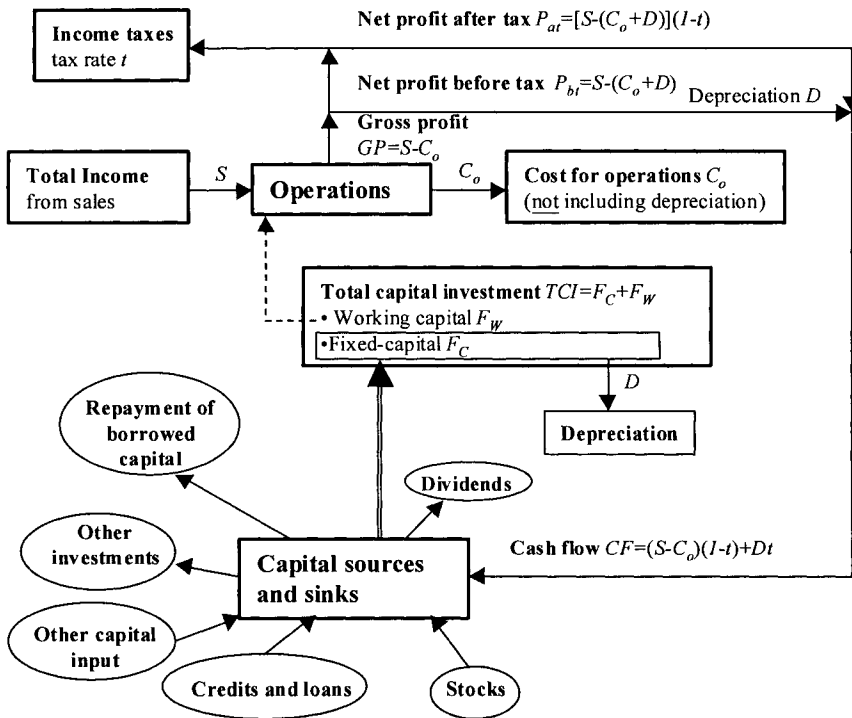 Net profit after tax P_at=[S-(C_o+D)](1-t)
Income taxes
tax rate t
Net profit before tax P_bt=S-(C_o+D)
Depreciation D
Gross profit
GP=S-C_o
Total Income
from sales
S
Operations
C_o
Cost for operations C_o
(not including depreciation)
Total capital investment TCI=F_C+F_W
• Working capital F_W
•Fixed-capital F_C
D
Depreciation
Repayment of
borrowed
capital
Dividends
Other
investments
Capital sources
and sinks
Cash flow CF=(S-C_o)(1-t)+Dt
Other capital
input
Credits and loans
Stocks